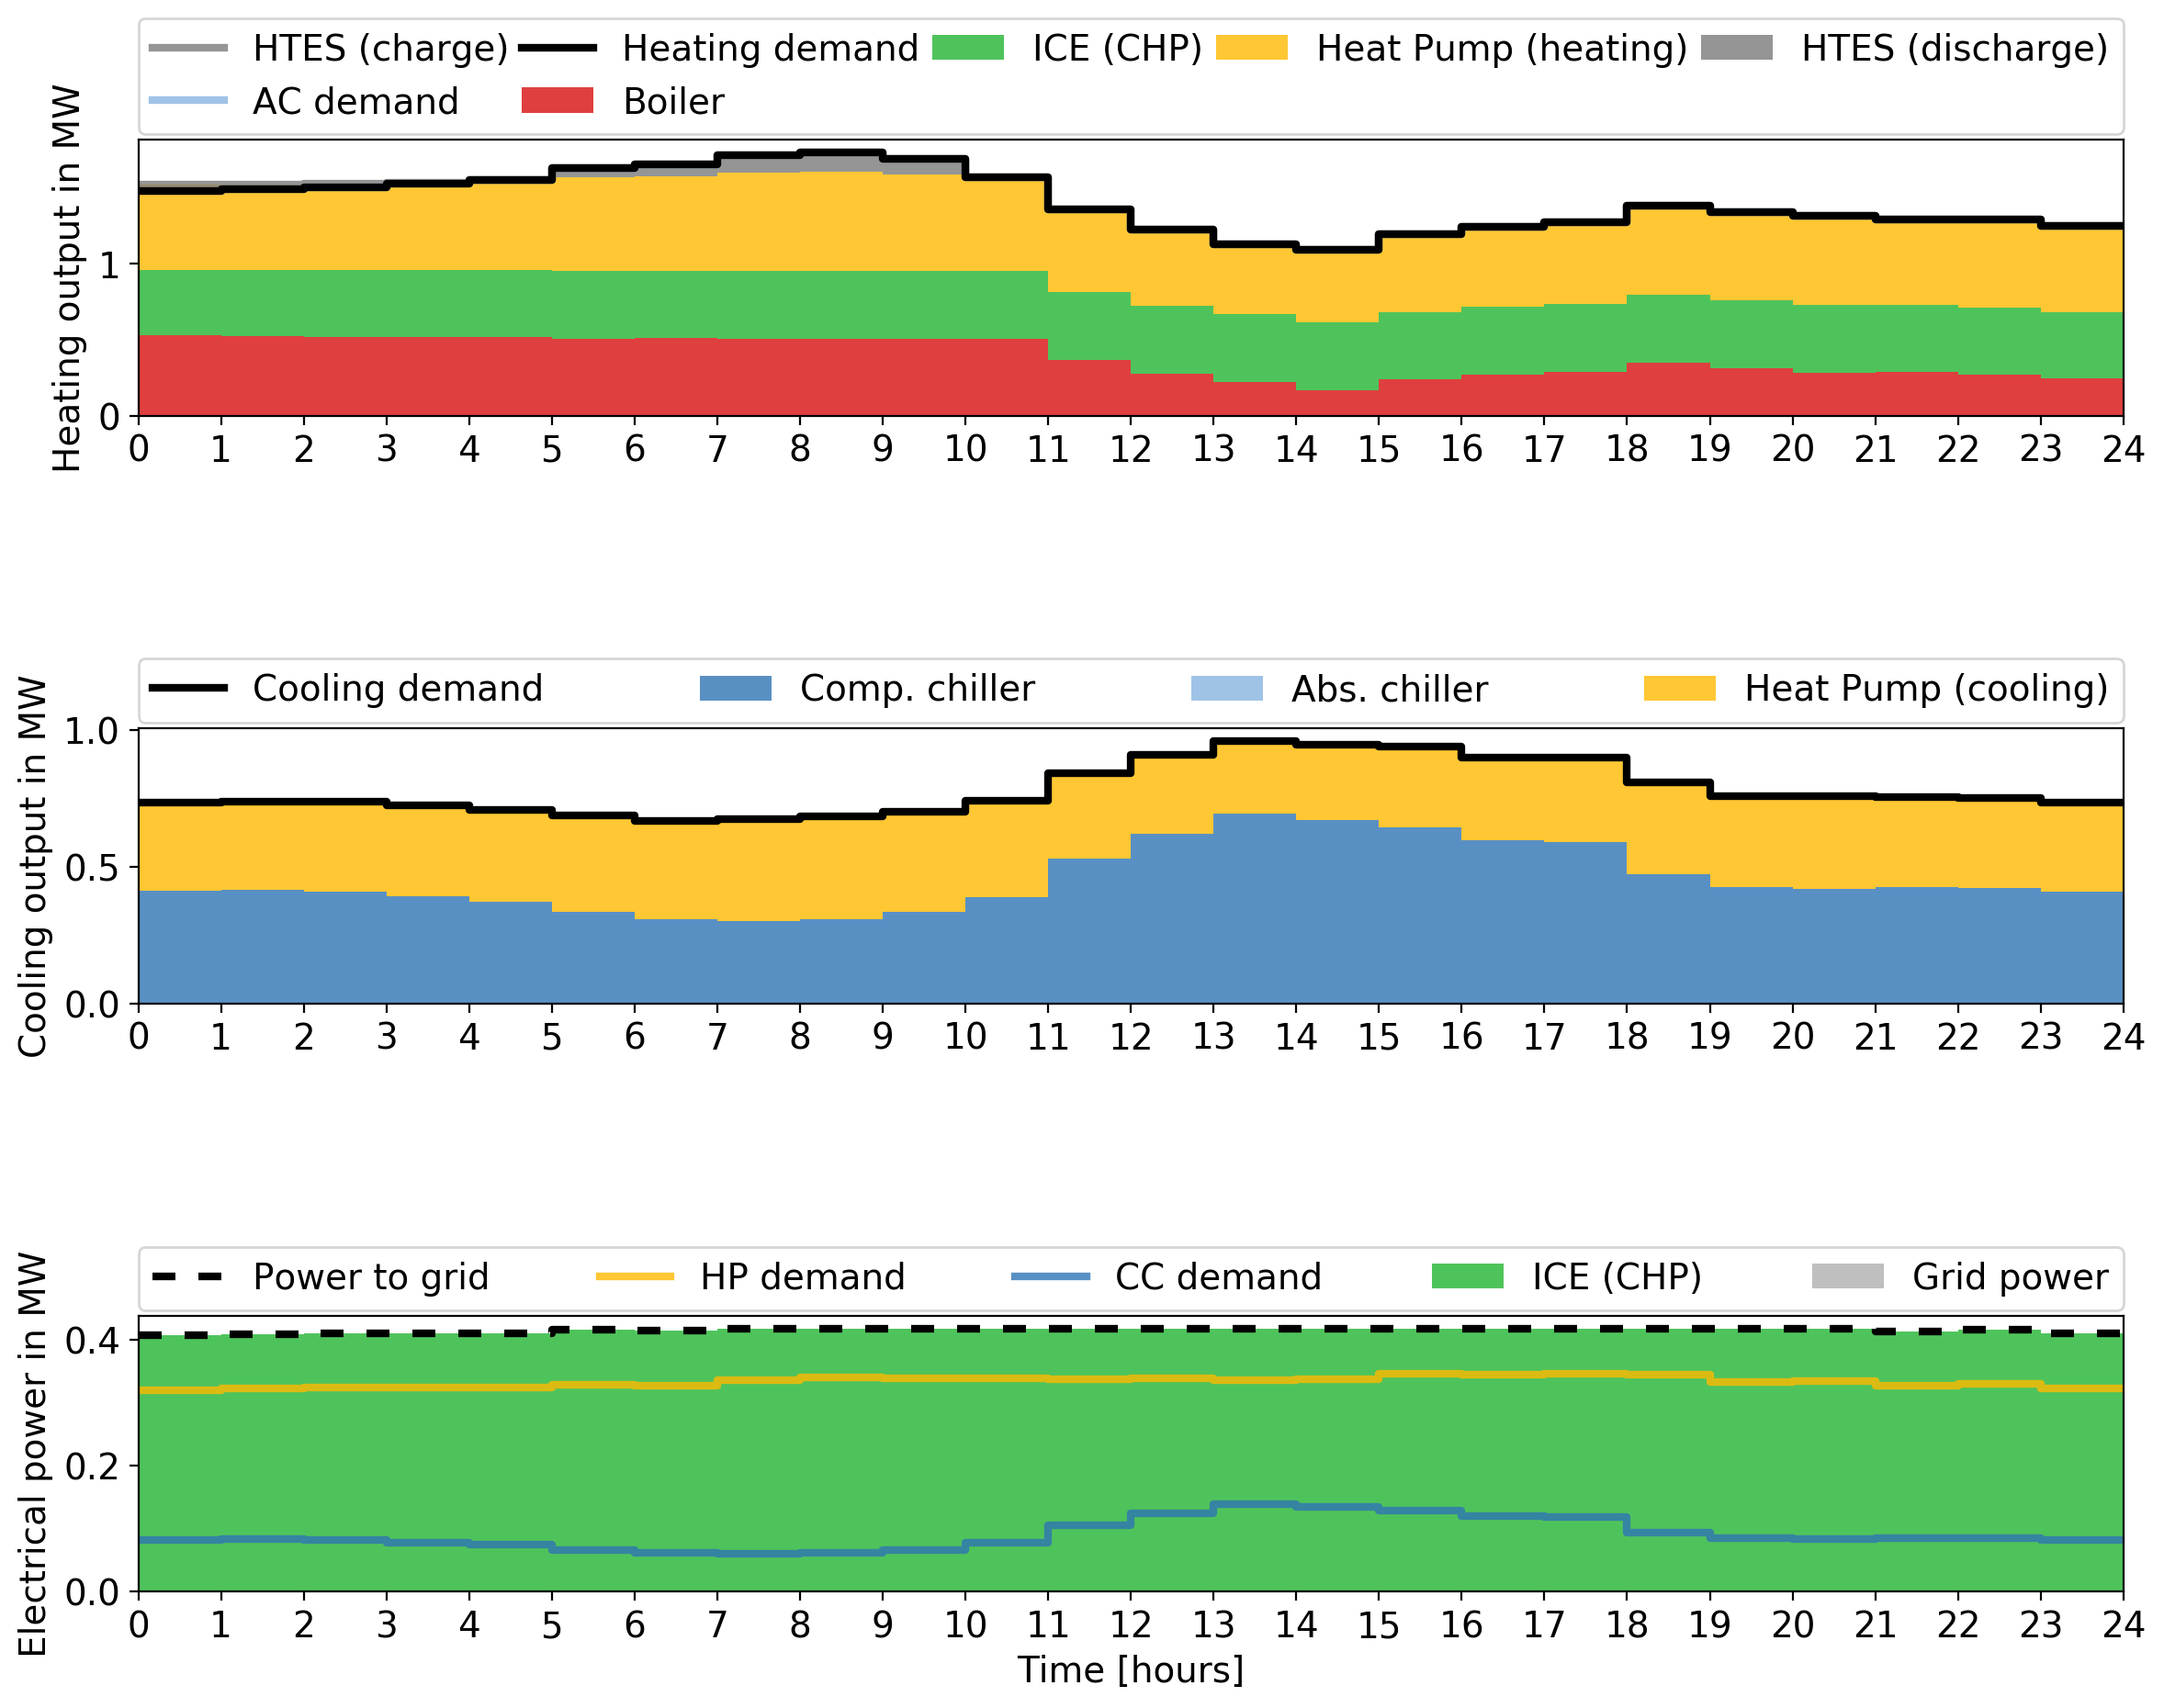 HTES (charge) Heating demand ICE (CHP) Heat Pump (heating) HTES (discharge)
AC demand Boiler
Heating output in MW
1
0
0 1 2 3 4 5 6 7 8 9 10 11 12 13 14 15 16 17 18 19 20 21 22 23 24
Cooling demand Comp. chiller Abs. chiller Heat Pump (cooling)
Cooling output in MW
1.0
0.5
0.0
0 1 2 3 4 5 6 7 8 9 10 11 12 13 14 15 16 17 18 19 20 21 22 23 24
Power to grid HP demand CC demand ICE (CHP) Grid power
Electrical power in MW
0.4
0.2
0.0
0 1 2 3 4 5 6 7 8 9 10 11 12 13 14 15 16 17 18 19 20 21 22 23 24
Time [hours]